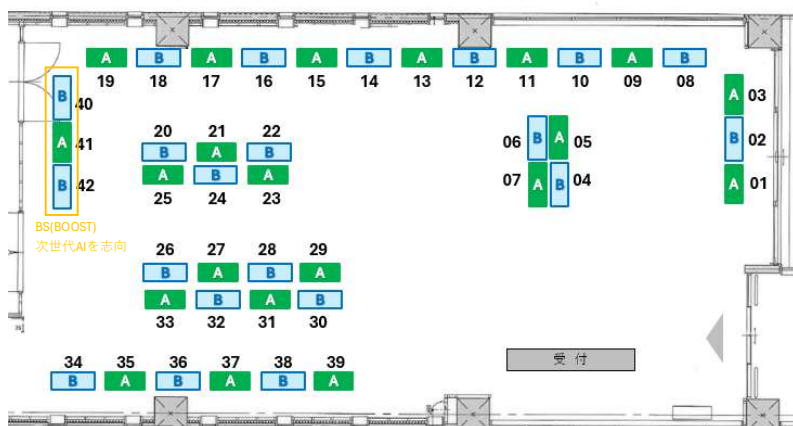 A B A B A B A B A B A B
19 18 17 16 15 14 13 12 11 10 09 08
B 40
A 41
B 42
BS(BOOST)
次世代AIを志向
A 03
B 02
A 01
20 21 22
B A B
A B A
25 24 23
06 B A 05
07 A B 04
26 27 28 29
B A B A
A B A B
33 32 31 30
受付
34 35 36 37 38 39
B A B A B A